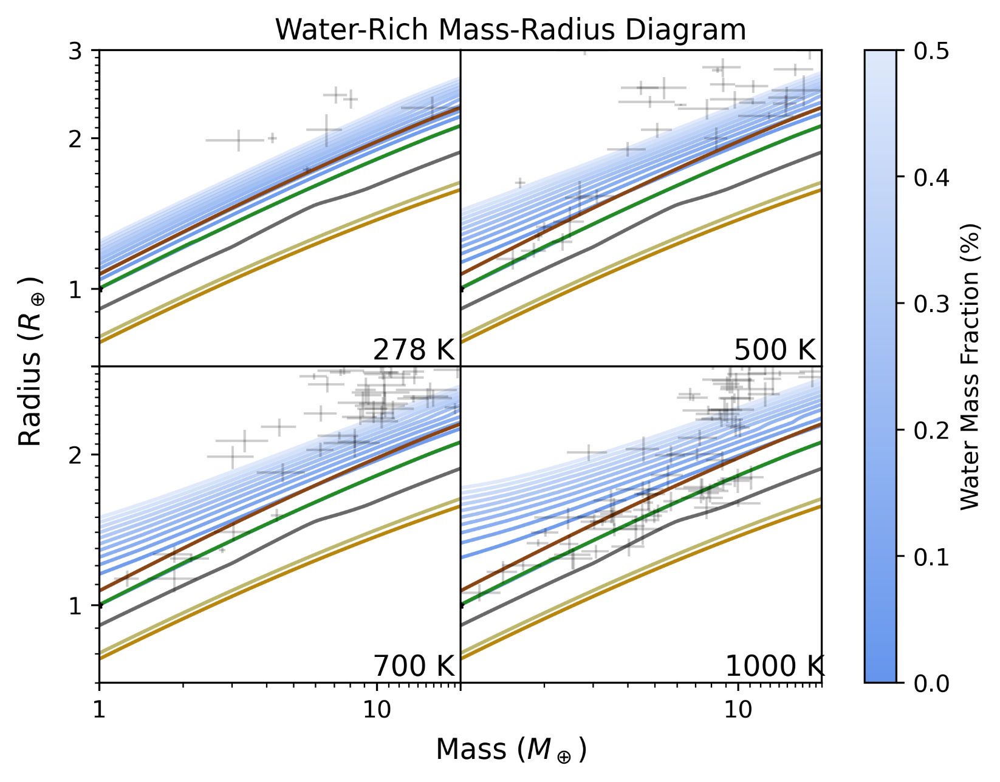 Water-Rich Mass-Radius Diagram
3
2
1
278 K
500 K
2
1
700 K
1000 K
1
10
10
Radius (R⊕)
Mass (M⊕)
0.5
0.4
0.3
0.2
0.1
0.0
Water Mass Fraction (%)